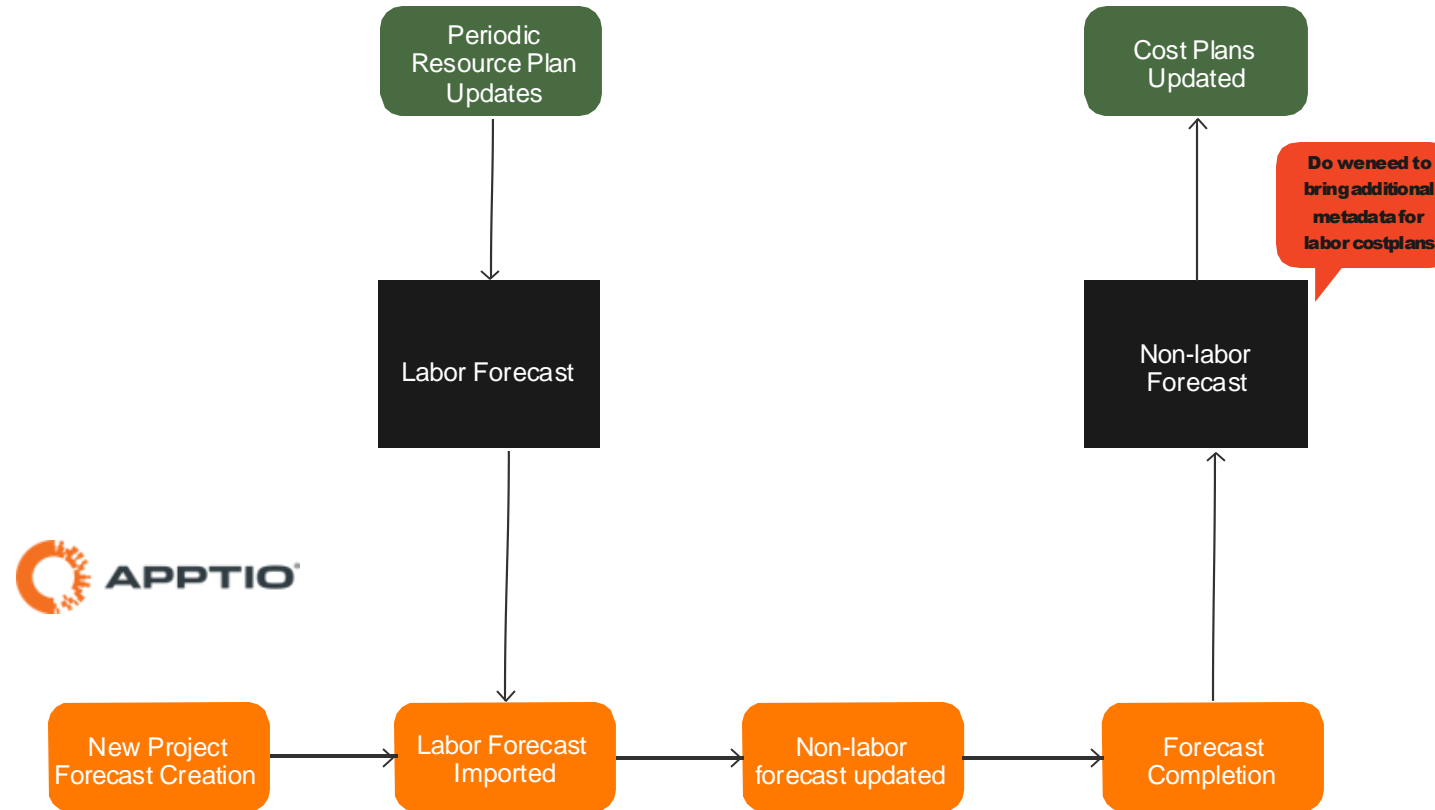 Periodic
Resource Plan
Updates
Cost Plans
Updated
Do weneed to
bringadditional
metadata for
labor costplans
Labor Forecast
Non-labor
Forecast
APPTIO
New Project
Forecast Creation
Labor Forecast
Imported
Non-labor
forecast updated
Forecast
Completion